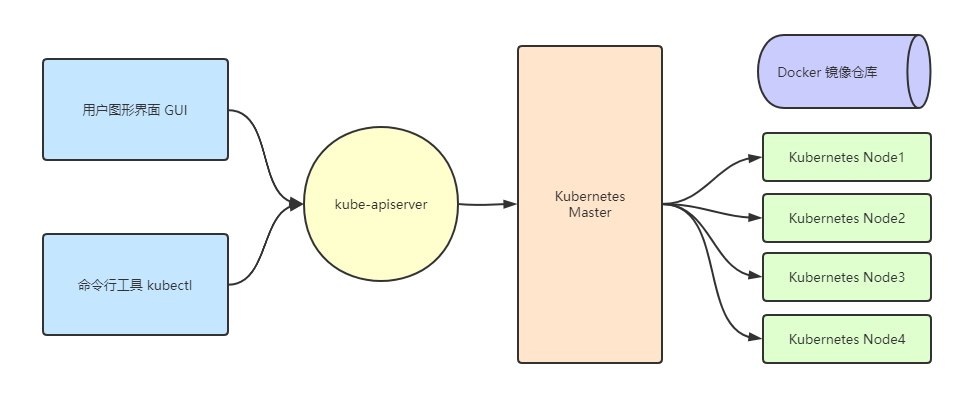 用户图形界面 GUI
命令行工具 kubectl
kube-apiserver
Kubernetes
Master
Docker 镜像仓库
Kubernetes Node1
Kubernetes Node2
Kubernetes Node3
Kubernetes Node4